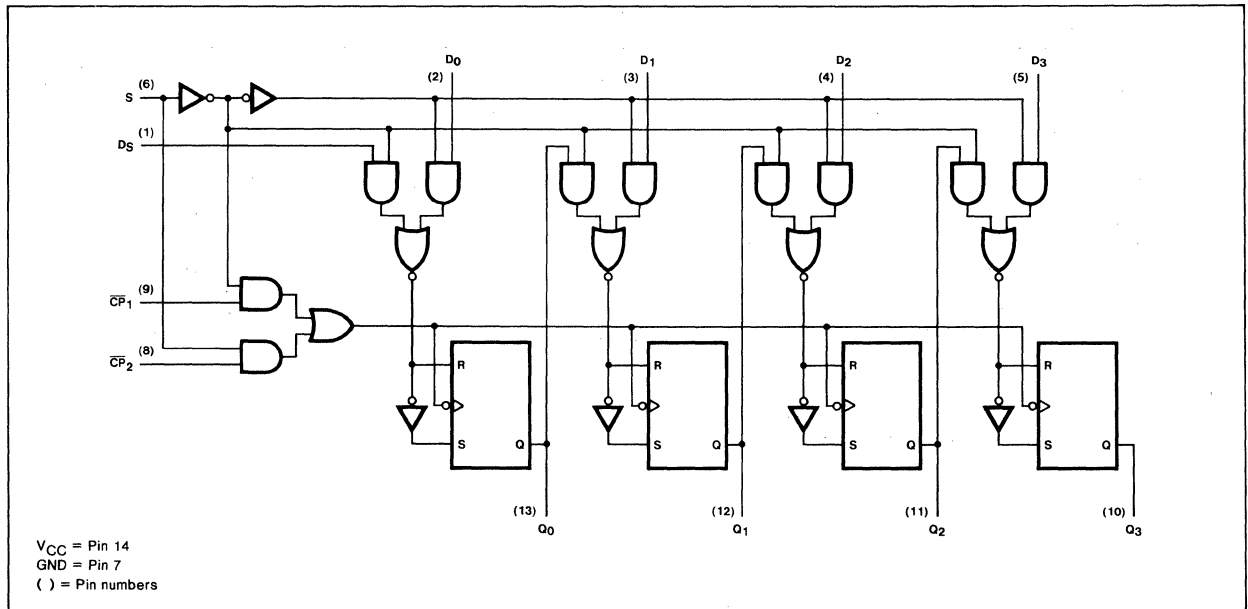 D0 D1 D2 D3
(2) (3) (4) (5)
S (6)
DS (1)
CP1 (9)
CP2 (8)
R R R R
S Q S Q S Q S Q
(13) (12) (11) (10)
Q0 Q1 Q2 Q3
VCC = Pin 14
GND = Pin 7
( ) = Pin numbers